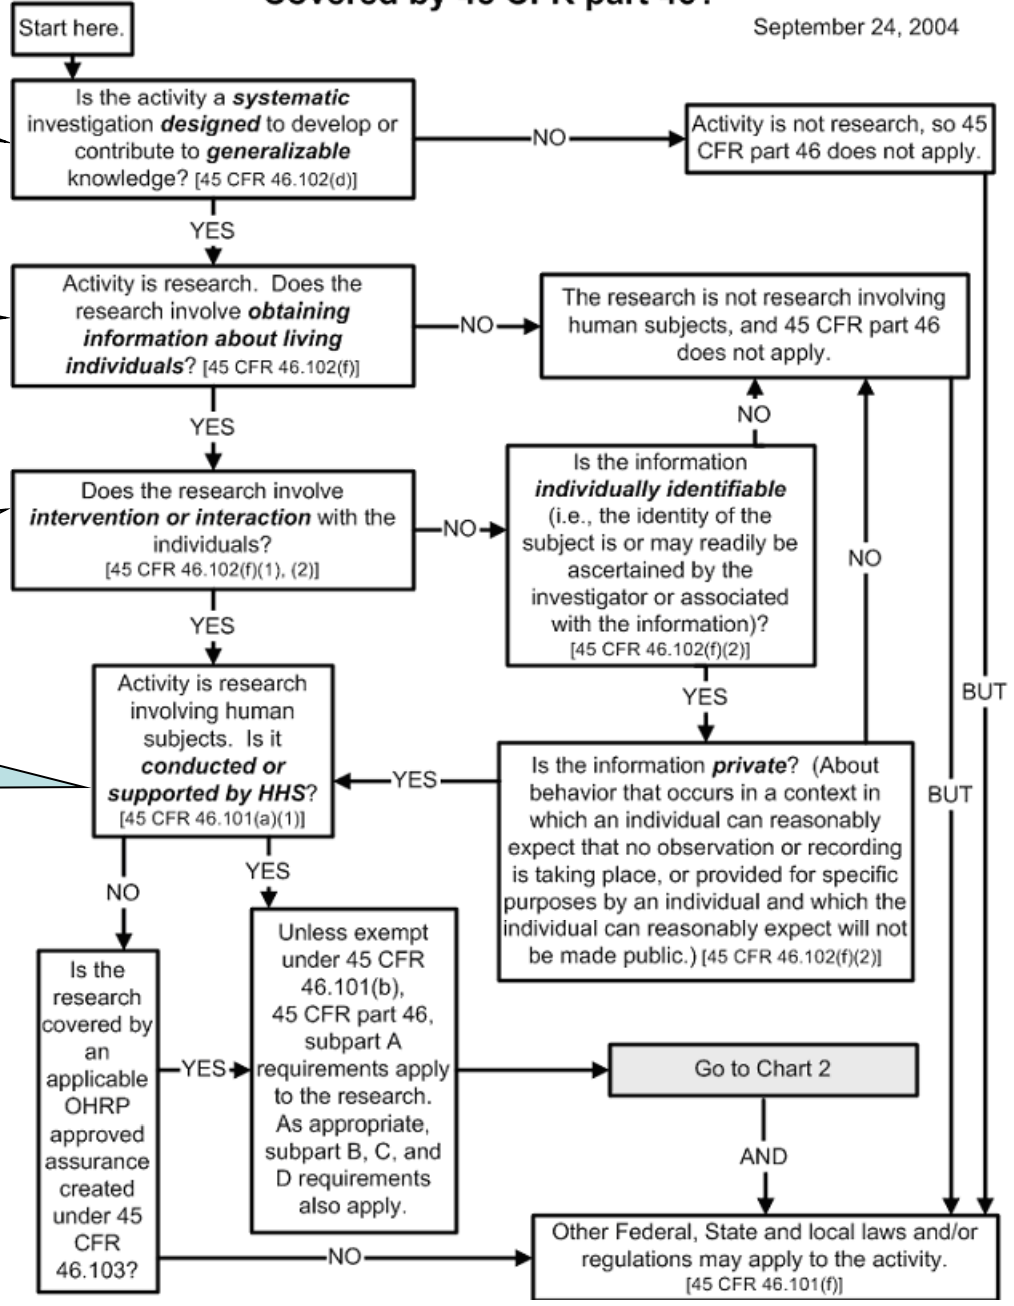 Covered by 45 CFR part 46?
September 24, 2004
Start here.
Is the activity a systematic
investigation designed to develop or
contribute to generalizable
knowledge? [45 CFR 46.102(d)]
NO
Activity is not research, so 45
CFR part 46 does not apply.
YES
Activity is research. Does the
research involve obtaining
information about living
individuals? [45 CFR 46.102(f)]
NO
The research is not research involving
human subjects, and 45 CFR part 46
does not apply.
YES
NO
Does the research involve
intervention or interaction with the
individuals?
[45 CFR 46.102(f)(1), (2)]
NO
Is the information
individually identifiable
(i.e., the identity of the
subject is or may readily be
ascertained by the
investigator or associated
with the information)?
[45 CFR 46.102(f)(2)]
NO
YES
YES
BUT
Activity is research
involving human
subjects. Is it
conducted or
supported by HHS?
[45 CFR 46.101(a)(1)]
YES
Is the information private? (About
behavior that occurs in a context in
which an individual can reasonably
expect that no observation or recording
is taking place, or provided for specific
purposes by an individual and which the
individual can reasonably expect will not
be made public.) [45 CFR 46.102(f)(2)]
BUT
NO
YES
Is the
research
covered by
an
applicable
OHRP
approved
assurance
created
under 45
CFR
46.103?
YES
Unless exempt
under 45 CFR
46.101(b),
45 CFR part 46,
subpart A
requirements apply
to the research.
As appropriate,
subpart B, C, and
D requirements
also apply.
Go to Chart 2
AND
NO
Other Federal, State and local laws and/or
regulations may apply to the activity.
[45 CFR 46.101(f)]